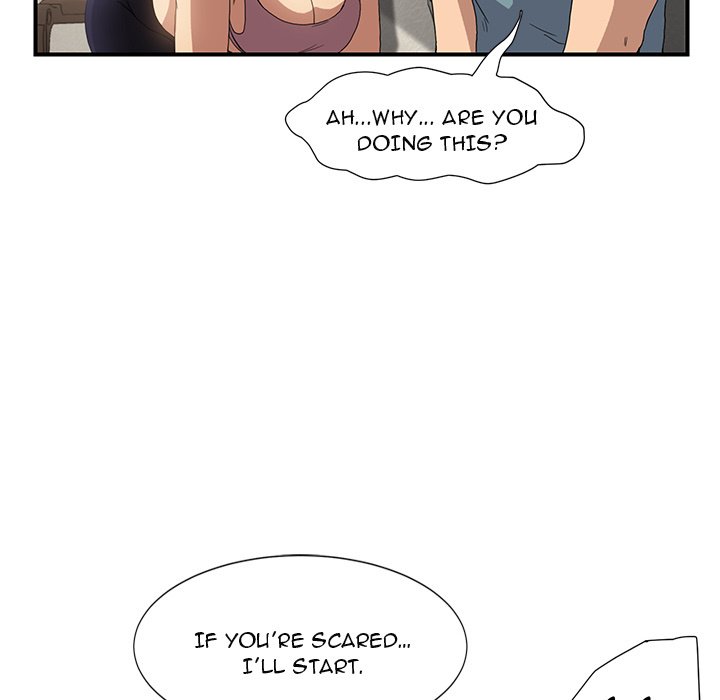 AH...WHY... ARE YOU
DOING THIS?
IF YOU'RE SCARED...
I'LL START.